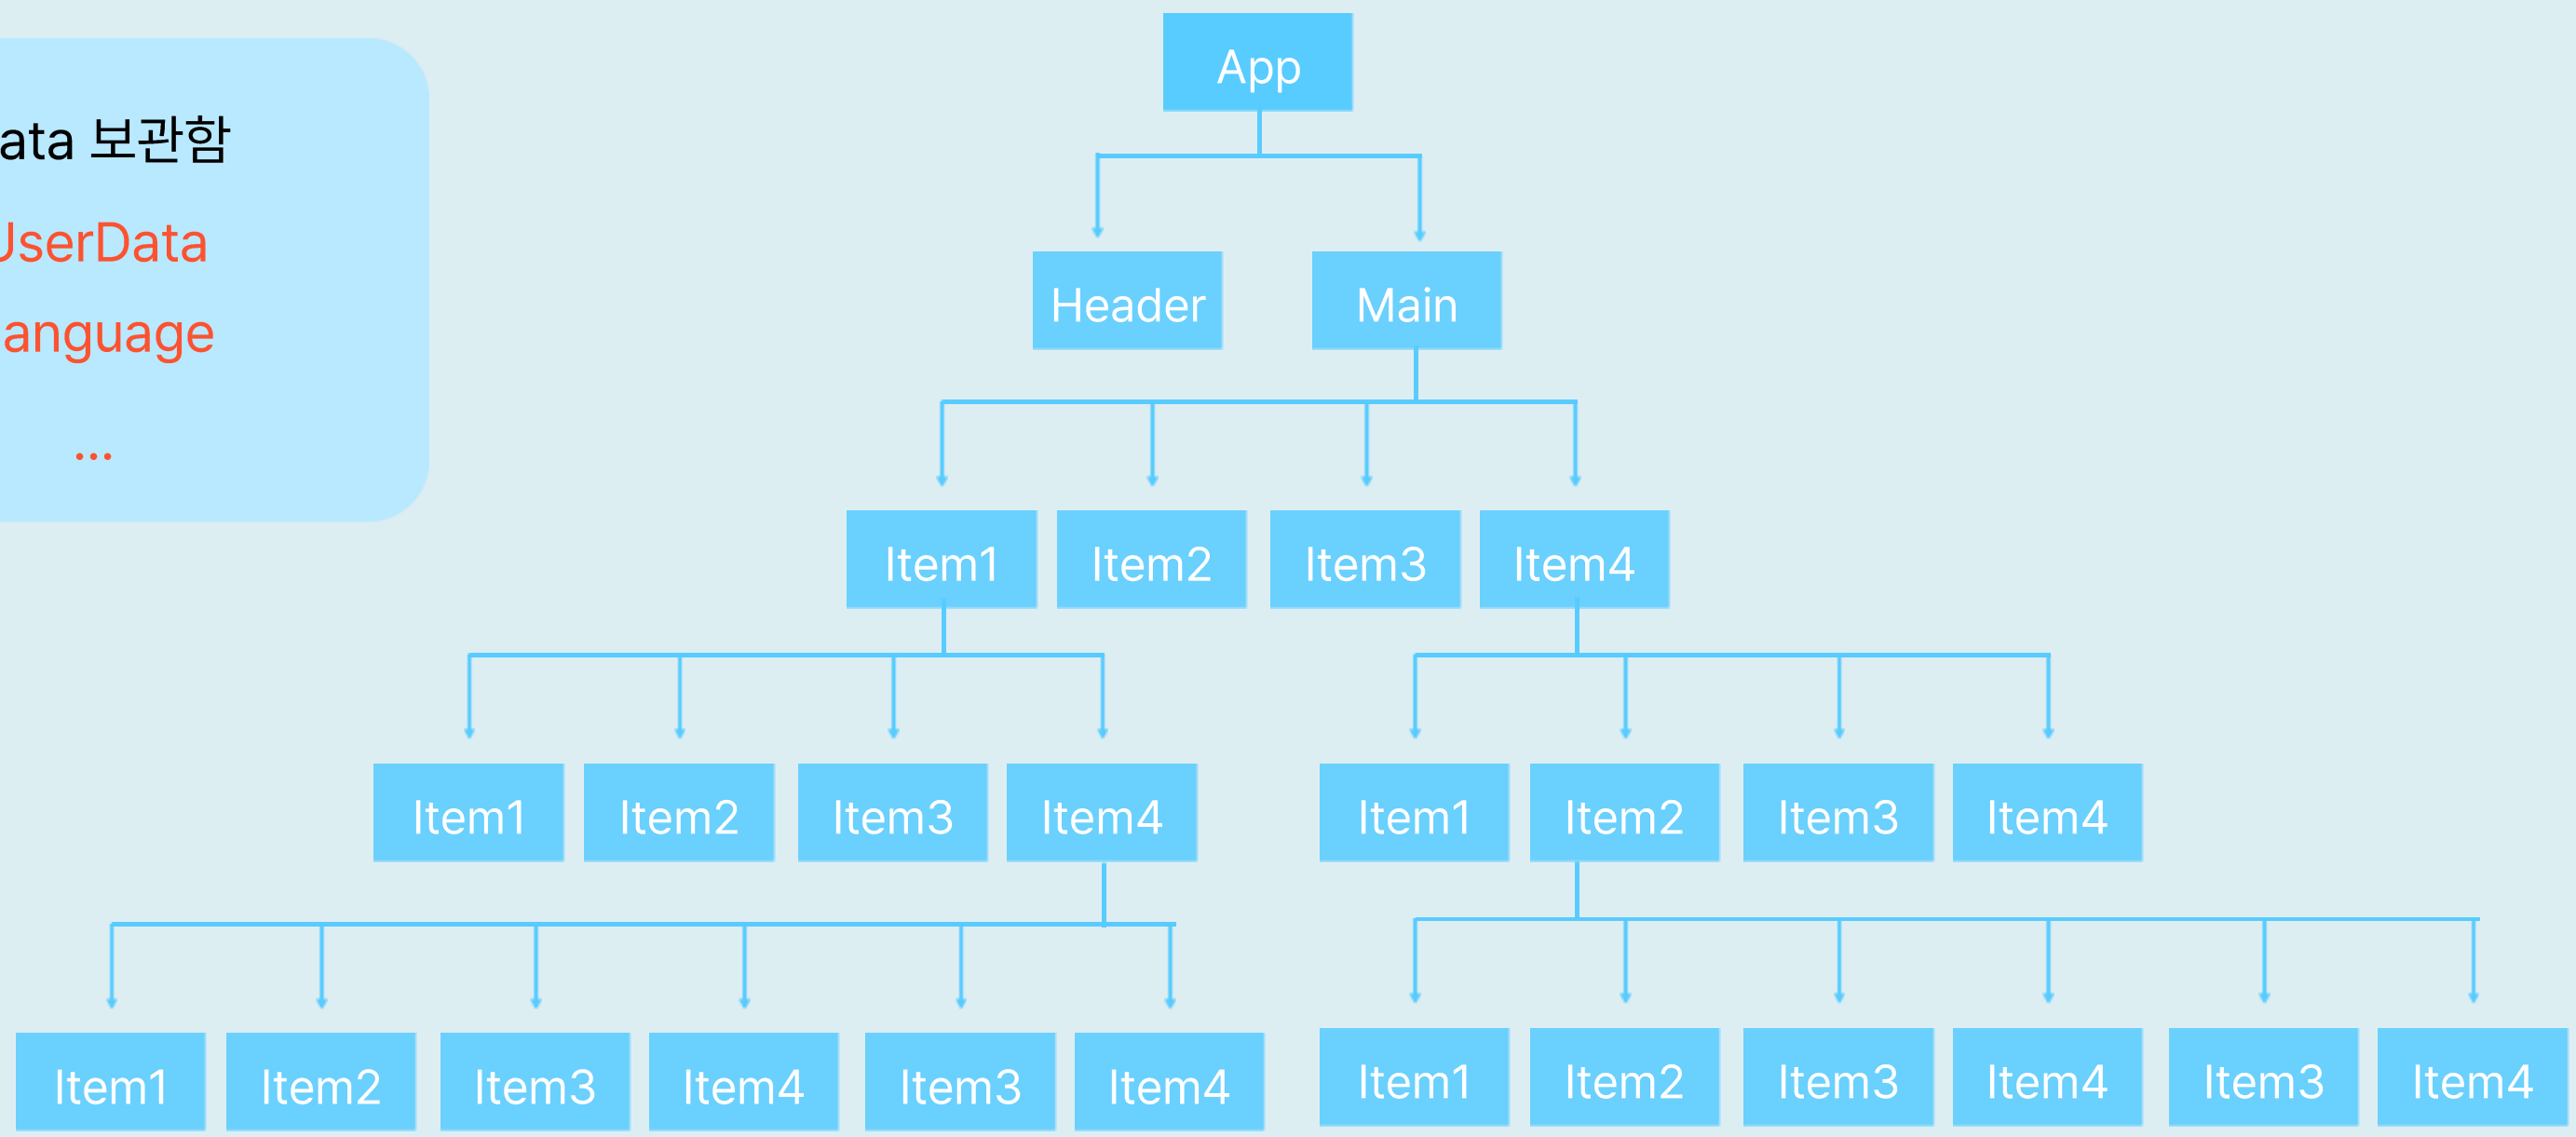 App
ata 보관함
UserData
anguage
...
Header Main
Item1 Item2 Item3 Item4
Item1 Item2 Item3 Item4 Item1 Item2 Item3 Item4
Item1 Item2 Item3 Item4 Item3 Item4 Item1 Item2 Item3 Item4 Item3 Item4